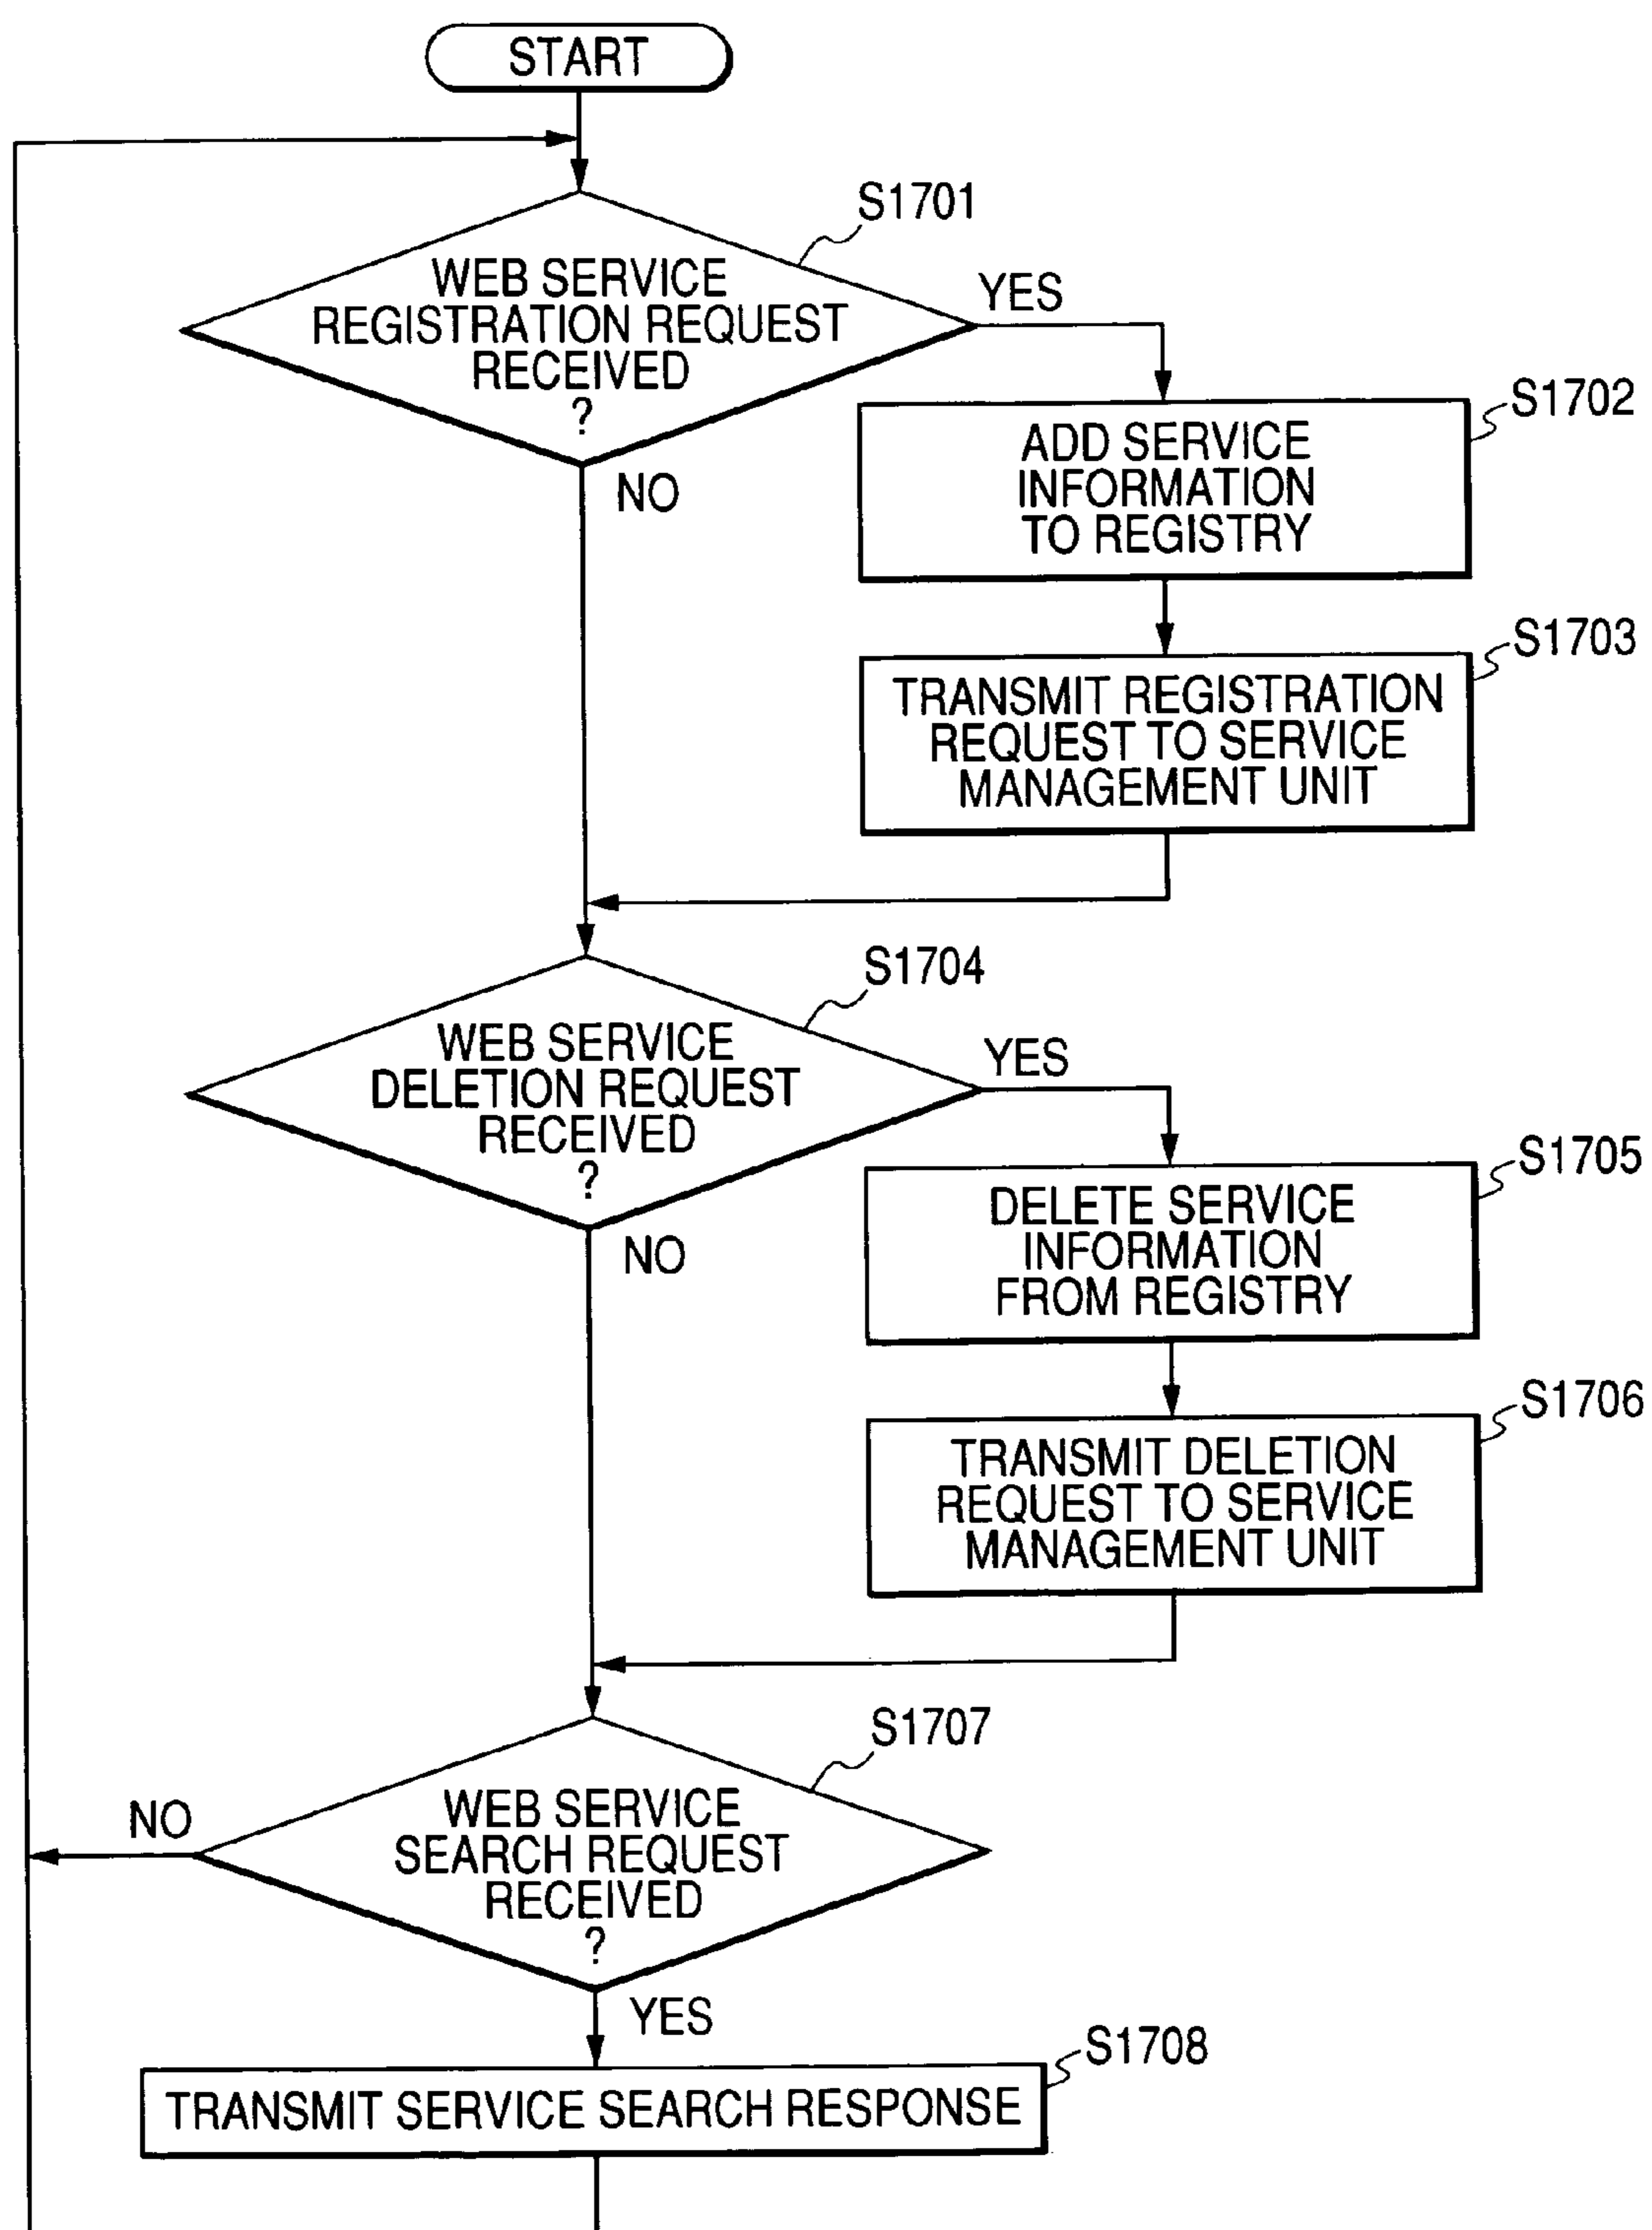 START
S1701
WEB SERVICE
REGISTRATION REQUEST
RECEIVED
?
YES
NO
S1702
ADD SERVICE
INFORMATION
TO REGISTRY
S1703
TRANSMIT REGISTRATION
REQUEST TO SERVICE
MANAGEMENT UNIT
S1704
WEB SERVICE
DELETION REQUEST
RECEIVED
?
YES
NO
S1705
DELETE SERVICE
INFORMATION
FROM REGISTRY
S1706
TRANSMIT DELETION
REQUEST TO SERVICE
MANAGEMENT UNIT
S1707
WEB SERVICE
SEARCH REQUEST
RECEIVED
?
NO
YES
S1708
TRANSMIT SERVICE SEARCH RESPONSE